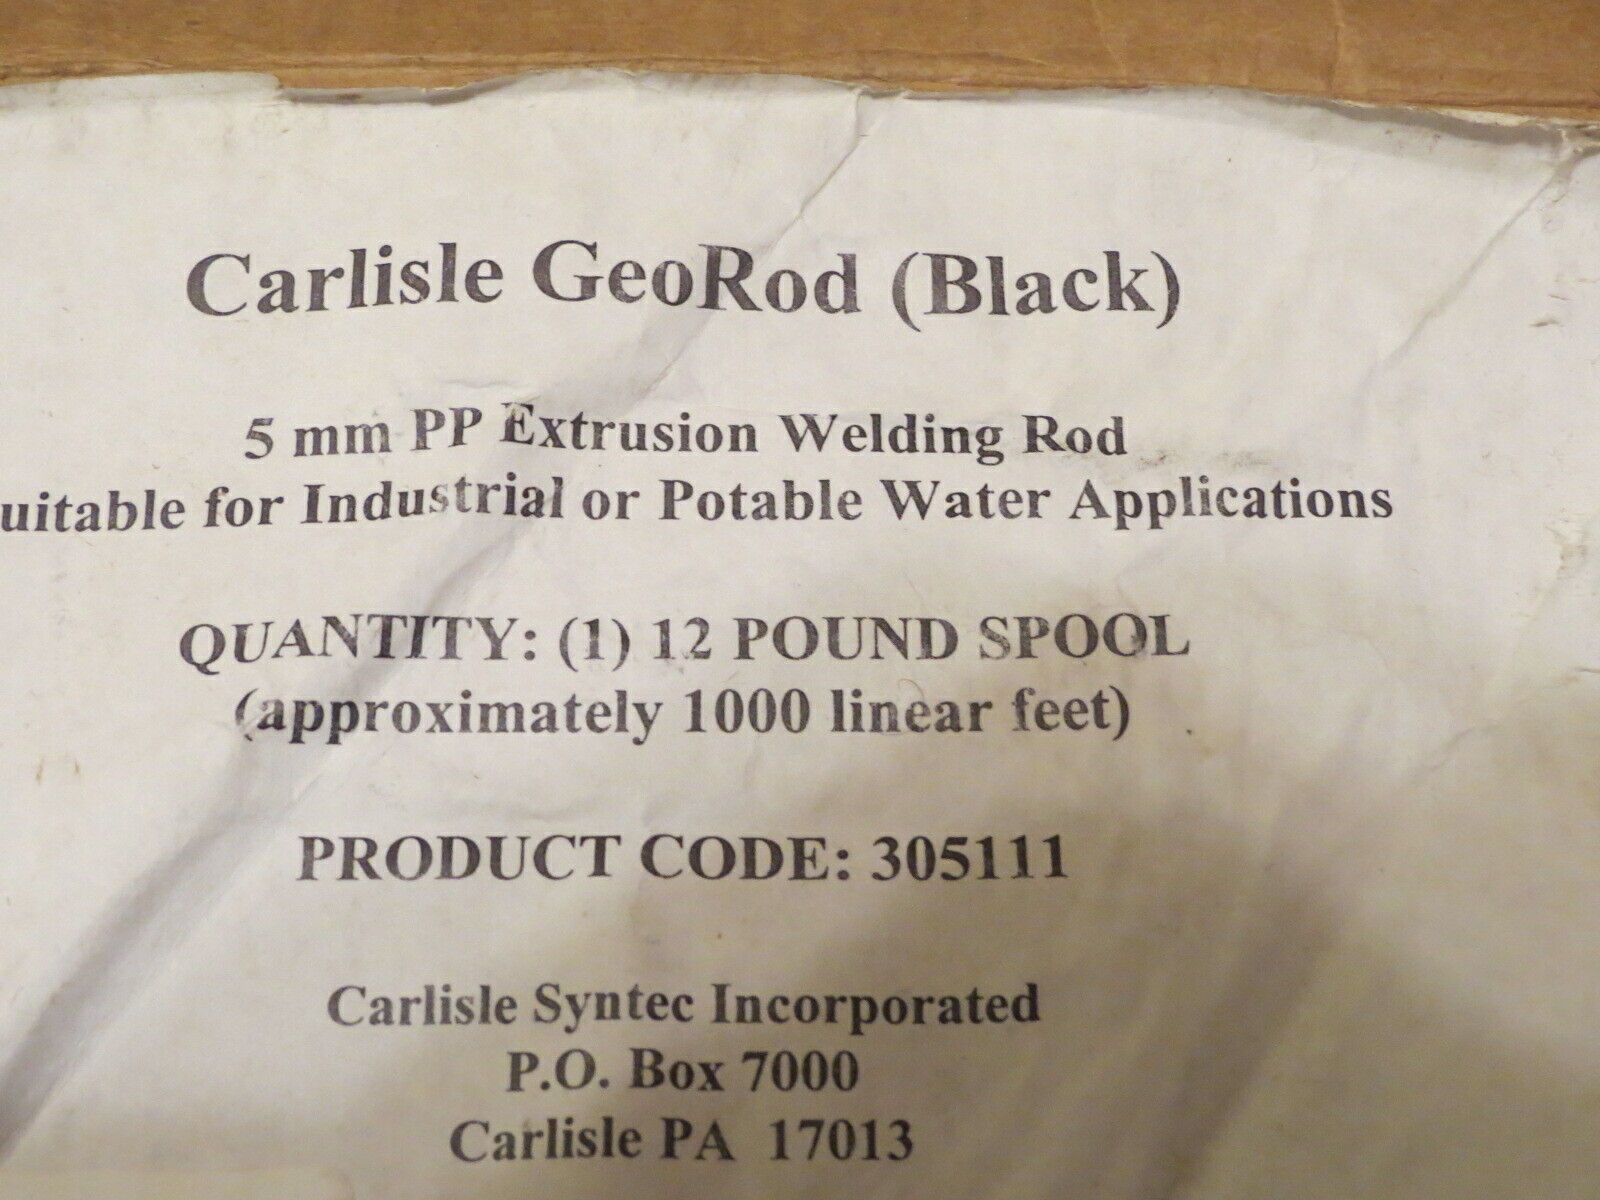 Carlisle GeoRod (Black)
5 mm PP Extrusion Welding Rod
uitable for Industrial or Potable Water Applications
QUANTITY: (1) 12 POUND SPOOL
(approximately 1000 linear feet)
PRODUCT CODE: 305111
Carlisle Syntec Incorporated
P.O. Box 7000
Carlisle PA 17013